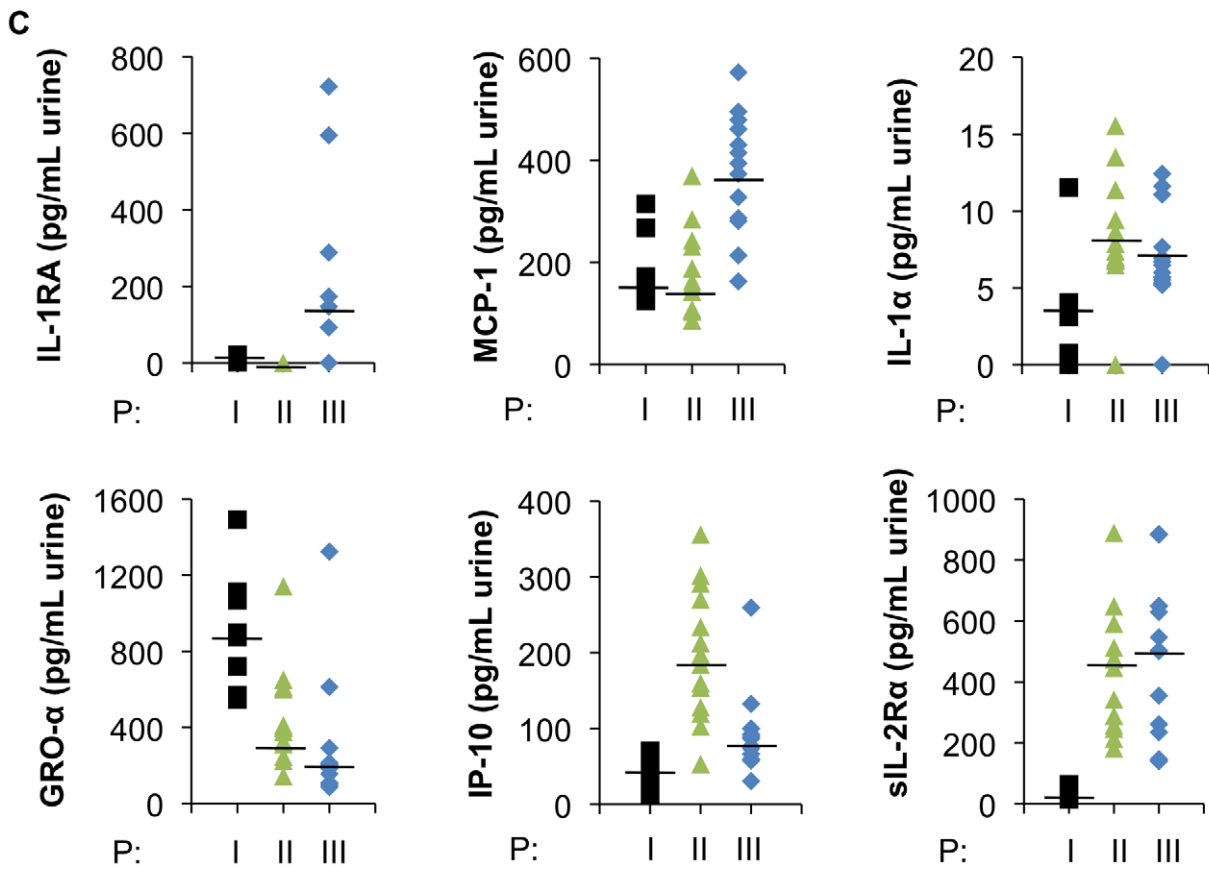 C
IL-1RA (pg/mL urine)
800
600
400
200
0
P: I II III
MCP-1 (pg/mL urine)
600
400
200
0
P: I II III
IL-1α (pg/mL urine)
20
15
10
5
0
P: I II III
GRO-α (pg/mL urine)
1600
1200
800
400
0
P: I II III
IP-10 (pg/mL urine)
400
300
200
100
0
P: I II III
sIL-2Rα (pg/mL urine)
1000
800
600
400
200
0
P: I II III